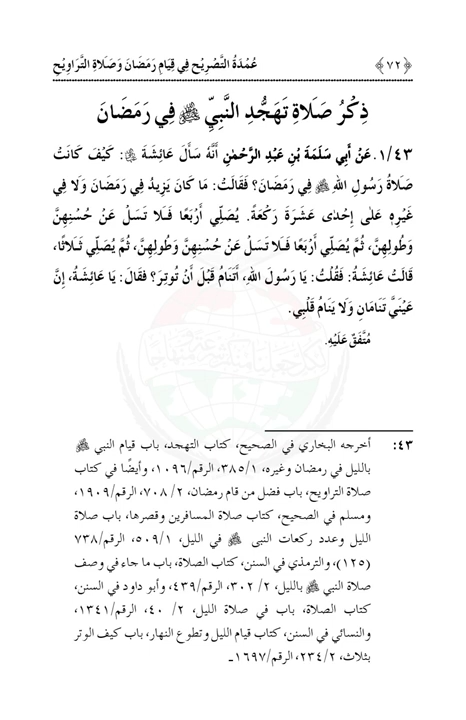 ﴿٧٢﴾ عُمْدَةُ التَّصْرِيْح فِي قِيَامِ رَمَضَانَ وَصَلَاةِ التَّرَاوِيْحِ
ذِكْرُ صَلَاةِ تَهَجُّدِ النَّبِيِّ ﷺ فِي رَمَضَانَ
١/٤٣. عَنْ أَبِي سَلَمَةَ بْنِ عَبْدِ الرَّحْمٰنِ أَنَّهُ سَأَلَ عَائِشَةَ ؓ: كَيْفَ كَانَتْ
صَلَاةُ رَسُولِ اللهِ ﷺ فِي رَمَضَانَ؟ فَقَالَتْ: مَا كَانَ يَزِيدُ فِي رَمَضَانَ وَلَا فِي
غَيْرِهِ عَلٰى إِحْدٰى عَشْرَةَ رَكْعَةً. يُصَلِّي أَرْبَعًا فَلَا تَسَلْ عَنْ حُسْنِهِنَّ
وَطُولِهِنَّ، ثُمَّ يُصَلِّي أَرْبَعًا فَلَا تَسَلْ عَنْ حُسْنِهِنَّ وَطُولِهِنَّ، ثُمَّ يُصَلِّي ثَلَاثًا،
قَالَتْ عَائِشَةُ: فَقُلْتُ: يَا رَسُولَ اللهِ، أَتَنَامُ قَبْلَ أَنْ تُوتِرَ؟ فَقَالَ: يَا عَائِشَةُ، إِنَّ
عَيْنَيَّ تَنَامَانِ وَلَا يَنَامُ قَلْبِي.
مُتَّفَقٌ عَلَيْهِ.
٤٣: أخرجه البخاري في الصحيح، كتاب التهجد، باب قيام النبي ﷺ
بالليل في رمضان وغيره، ١/٣٨٥، الرقم/١٠٩٦، وأيضًا في كتاب
صلاة التراويح، باب فضل من قام رمضان، ٢/ ٧٠٨، الرقم/١٩٠٩،
ومسلم في الصحيح، كتاب صلاة المسافرين وقصرها، باب صلاة
الليل وعدد ركعات النبى ﷺ في الليل، ١/٥٠٩، الرقم/٧٣٨
(١٢٥)، والترمذي في السنن، كتاب الصلاة، باب ما جاء في وصف
صلاة النبي ﷺ بالليل، ٢/ ٣٠٢، الرقم/٤٣٩، وأبو داود في السنن،
كتاب الصلاة، باب في صلاة الليل، ٢/ ٤٠، الرقم/١٣٤١،
والنسائي في السنن، كتاب قيام الليل وتطوع النهار، باب كيف الوتر
بثلاث، ٢/٢٣٤، الرقم/١٦٩٧ـ